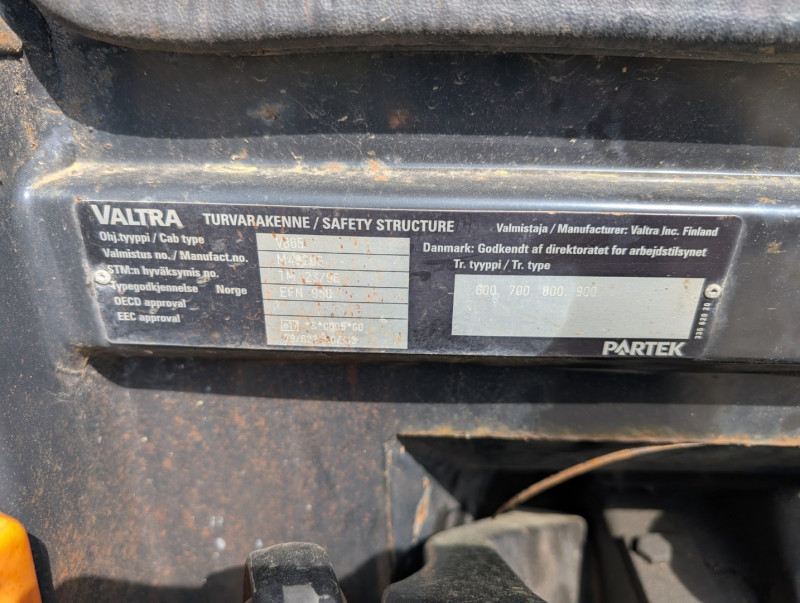 VALTRA TURVARAKENNE / SAFETY STRUCTURE Valmistaja / Manufacturer: Valtra Inc. Finland
Ohj.tyyppi / Cab type
Valmistus no. / Manufact.no.
STM:n hyväksymis no.
Typegodkjennelse Norge
OECD approval
EEC approval
Danmark: Godkendt af direktoratet for arbejdstilsynet
Tr. tyyppi / Tr. type
600. 700. 800. 900.
PARTEK